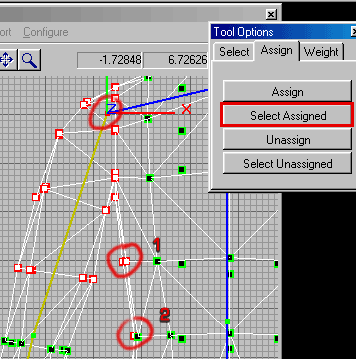 ort Configure
-1.72848 6.72626
Tool Options
Select Assign Weight
Assign
Select Assigned
Unassign
Select Unassigned
Z X
1
2